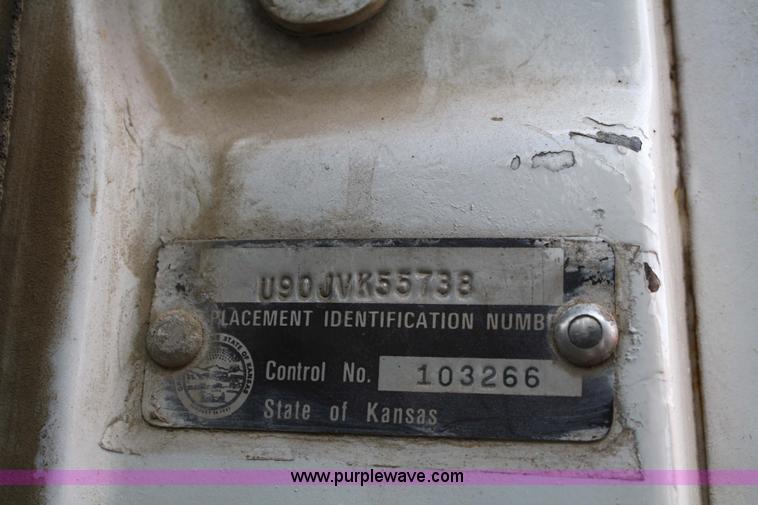 U90JVK55738
PLACEMENT IDENTIFICATION NUMBE
Control No. 103266
State of Kansas
www.purplewave.com